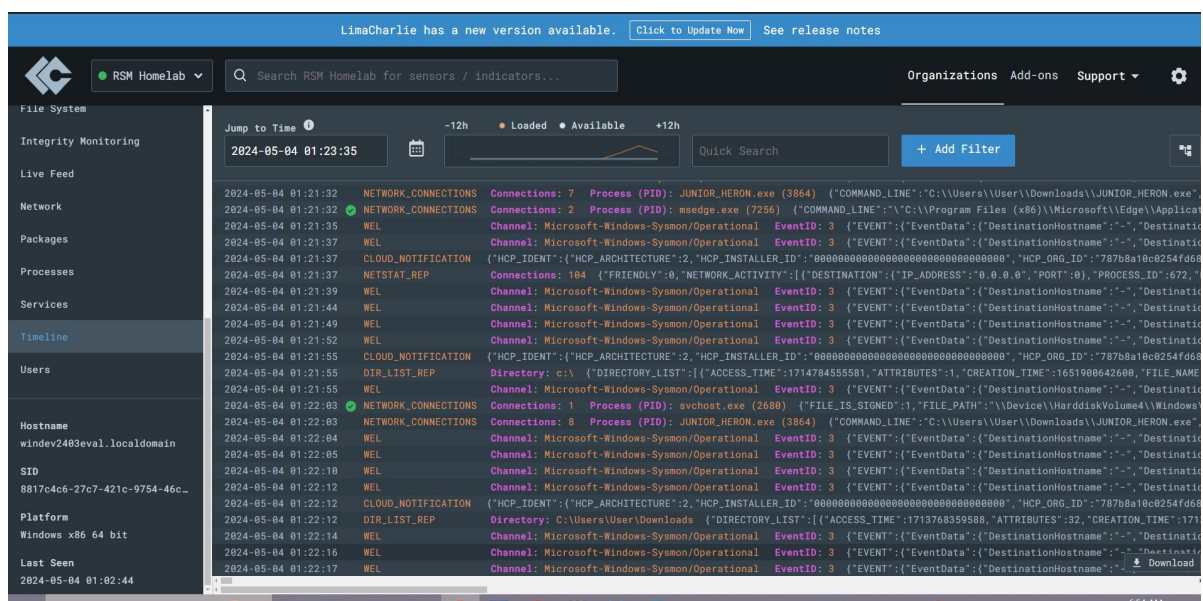 LimaCharlie has a new version available. Click to Update Now See release notes
RSM Homelab
Search RSM Homelab for sensors / indicators...
Organizations Add-ons Support
File System
Integrity Monitoring
Live Feed
Network
Packages
Processes
Services
Timeline
Users
Hostname
windev2403eval.localdomain
SID
8817c4c6-27c7-421c-9754-46c…
Platform
Windows x86 64 bit
Last Seen
2024-05-04 01:02:44
Jump to Time
-12h Loaded Available +12h
2024-05-04 01:23:35
Quick Search
+ Add Filter
2024-05-04 01:21:32 NETWORK_CONNECTIONS Connections: 7 Process (PID): JUNIOR_HERON.exe (3864) {"COMMAND_LINE":"C:\\Users\\User\\Downloads\\JUNIOR_HERON.exe",
2024-05-04 01:21:32 NETWORK_CONNECTIONS Connections: 2 Process (PID): msedge.exe (7256) {"COMMAND_LINE":"\"C:\\Program Files (x86)\\Microsoft\\Edge\\Applicat
2024-05-04 01:21:35 WEL Channel: Microsoft-Windows-Sysmon/Operational EventID: 3 {"EVENT":{"EventData":{"DestinationHostname":"-","Destinatic
2024-05-04 01:21:37 WEL Channel: Microsoft-Windows-Sysmon/Operational EventID: 3 {"EVENT":{"EventData":{"DestinationHostname":"-","Destinatic
2024-05-04 01:21:37 CLOUD_NOTIFICATION {"HCP_IDENT":{"HCP_ARCHITECTURE":2,"HCP_INSTALLER_ID":"00000000000000000000000000000000","HCP_ORG_ID":"787b8a10c0254fd68
2024-05-04 01:21:37 NETSTAT_REP Connections: 104 {"FRIENDLY":0,"NETWORK_ACTIVITY":[{"DESTINATION":{"IP_ADDRESS":"0.0.0.0","PORT":0},"PROCESS_ID":672,"
2024-05-04 01:21:39 WEL Channel: Microsoft-Windows-Sysmon/Operational EventID: 3 {"EVENT":{"EventData":{"DestinationHostname":"-","Destinatic
2024-05-04 01:21:44 WEL Channel: Microsoft-Windows-Sysmon/Operational EventID: 3 {"EVENT":{"EventData":{"DestinationHostname":"-","Destinatic
2024-05-04 01:21:49 WEL Channel: Microsoft-Windows-Sysmon/Operational EventID: 3 {"EVENT":{"EventData":{"DestinationHostname":"-","Destinatic
2024-05-04 01:21:52 WEL Channel: Microsoft-Windows-Sysmon/Operational EventID: 3 {"EVENT":{"EventData":{"DestinationHostname":"-","Destinatic
2024-05-04 01:21:55 CLOUD_NOTIFICATION {"HCP_IDENT":{"HCP_ARCHITECTURE":2,"HCP_INSTALLER_ID":"00000000000000000000000000000000","HCP_ORG_ID":"787b8a10c0254fd68
2024-05-04 01:21:55 DIR_LIST_REP Directory: c:\ {"DIRECTORY_LIST":[{"ACCESS_TIME":1714784555581,"ATTRIBUTES":1,"CREATION_TIME":1651900642600,"FILE_NAME
2024-05-04 01:21:55 WEL Channel: Microsoft-Windows-Sysmon/Operational EventID: 3 {"EVENT":{"EventData":{"DestinationHostname":"-","Destinatic
2024-05-04 01:22:03 NETWORK_CONNECTIONS Connections: 1 Process (PID): svchost.exe (2680) {"FILE_IS_SIGNED":1,"FILE_PATH":"\\Device\\HarddiskVolume4\\Windows
2024-05-04 01:22:03 NETWORK_CONNECTIONS Connections: 8 Process (PID): JUNIOR_HERON.exe (3864) {"COMMAND_LINE":"C:\\Users\\User\\Downloads\\JUNIOR_HERON.exe",
2024-05-04 01:22:04 WEL Channel: Microsoft-Windows-Sysmon/Operational EventID: 3 {"EVENT":{"EventData":{"DestinationHostname":"-","Destinatic
2024-05-04 01:22:05 WEL Channel: Microsoft-Windows-Sysmon/Operational EventID: 3 {"EVENT":{"EventData":{"DestinationHostname":"-","Destinatic
2024-05-04 01:22:10 WEL Channel: Microsoft-Windows-Sysmon/Operational EventID: 3 {"EVENT":{"EventData":{"DestinationHostname":"-","Destinatic
2024-05-04 01:22:12 WEL Channel: Microsoft-Windows-Sysmon/Operational EventID: 3 {"EVENT":{"EventData":{"DestinationHostname":"-","Destinatic
2024-05-04 01:22:12 CLOUD_NOTIFICATION {"HCP_IDENT":{"HCP_ARCHITECTURE":2,"HCP_INSTALLER_ID":"00000000000000000000000000000000","HCP_ORG_ID":"787b8a10c0254fd68
2024-05-04 01:22:12 DIR_LIST_REP Directory: C:\Users\User\Downloads {"DIRECTORY_LIST":[{"ACCESS_TIME":1713768359588,"ATTRIBUTES":32,"CREATION_TIME":171
2024-05-04 01:22:14 WEL Channel: Microsoft-Windows-Sysmon/Operational EventID: 3 {"EVENT":{"EventData":{"DestinationHostname":"-","Destinatic
2024-05-04 01:22:16 WEL Channel: Microsoft-Windows-Sysmon/Operational EventID: 3 {"EVENT":{"EventData":{"DestinationHostname":"-"
2024-05-04 01:22:17 WEL Channel: Microsoft-Windows-Sysmon/Operational EventID: 3 {"EVENT":{"EventData":{"DestinationHostname":"-
Download